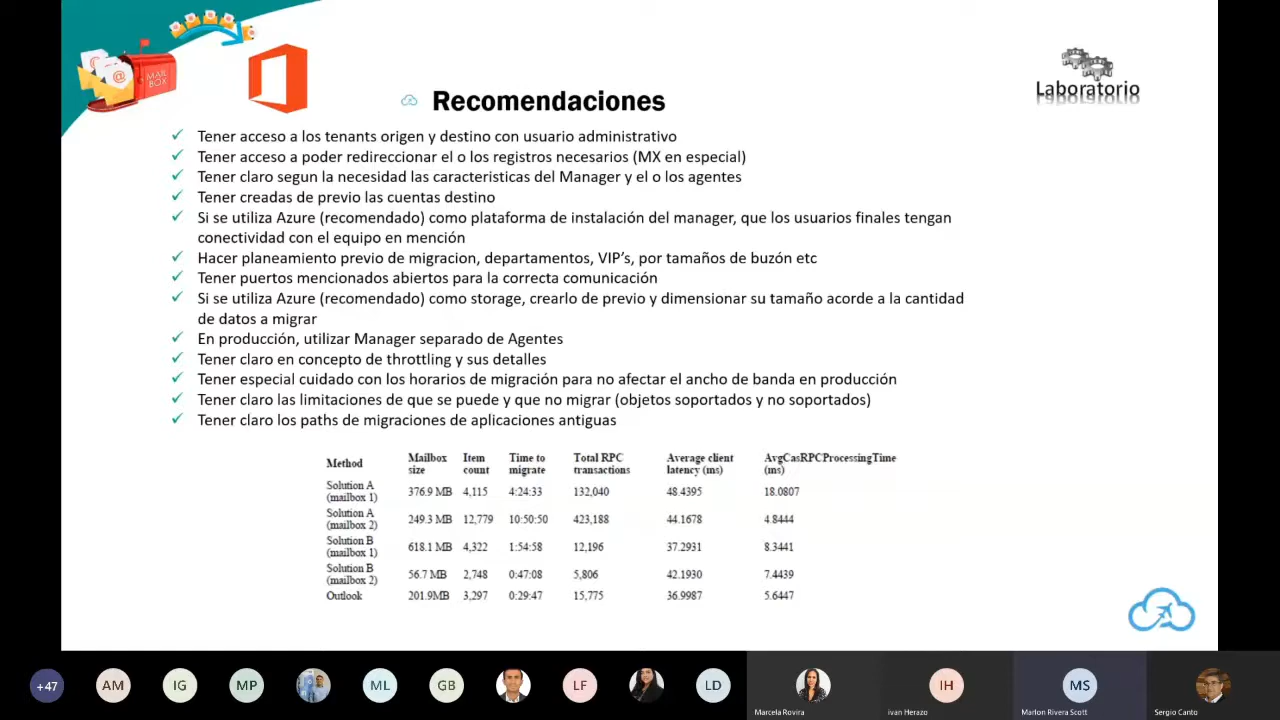 MAIL
BOX
Recomendaciones
Laboratorio
Tener acceso a los tenants origen y destino con usuario administrativo
Tener acceso a poder redireccionar el o los registros necesarios (MX en especial)
Tener claro segun la necesidad las caracteristicas del Manager y el o los agentes
Tener creadas de previo las cuentas destino
Si se utiliza Azure (recomendado) como plataforma de instalación del manager, que los usuarios finales tengan
conectividad con el equipo en mención
Hacer planeamiento previo de migracion, departamentos, VIP's, por tamaños de buzón etc
Tener puertos mencionados abiertos para la correcta comunicación
Si se utiliza Azure (recomendado) como storage, crearlo de previo y dimensionar su tamaño acorde a la cantidad
de datos a migrar
En producción, utilizar Manager separado de Agentes
Tener claro en concepto de throttling y sus detalles
Tener especial cuidado con los horarios de migración para no afectar el ancho de banda en producción
Tener claro las limitaciones de que se puede y que no migrar (objetos soportados y no soportados)
Tener claro los paths de migraciones de aplicaciones antiguas
Method Mailbox size Item count Time to migrate Total RPC transactions Average client latency (ms) AvgCasRPCProcessingTime (ms)
Solution A (mailbox 1) 376.9 MB 4,115 4:24:33 132,040 48.4395 18.0807
Solution A (mailbox 2) 249.3 MB 12,779 10:50:50 423,188 44.1678 4.8444
Solution B (mailbox 1) 618.1 MB 4,322 1:54:58 12,196 37.2931 8.3441
Solution B (mailbox 2) 56.7 MB 2,748 0:47:08 5,806 42.1930 7.4439
Outlook 201.9MB 3,297 0:29:47 15,775 36.9987 5.6447
+47 AM IG MP ML GB LF LD IH MS
Marcela Rovira ivan Herazo Marlon Rivera Scott Sergio Canto